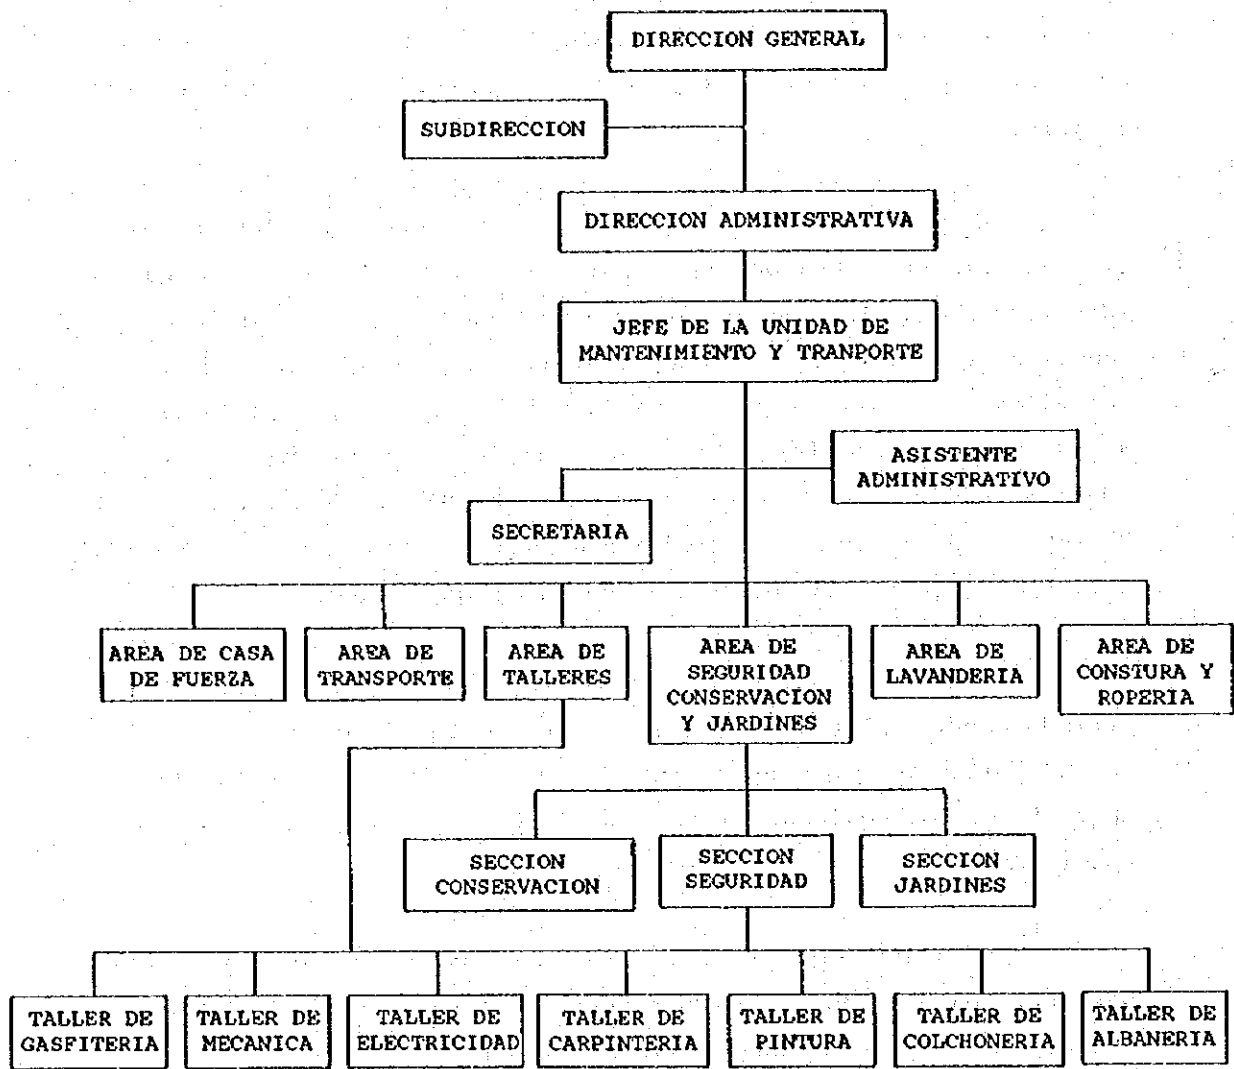 DIRECCION GENERAL
SUBDIRECCION
DIRECCION ADMINISTRATIVA
JEFE DE LA UNIDAD DE
MANTENIMIENTO Y TRANPORTE
ASISTENTE
ADMINISTRATIVO
SECRETARIA
AREA DE CASA
DE FUERZA
AREA DE
TRANSPORTE
AREA DE
TALLERES
AREA DE
SEGURIDAD
CONSERVACION
Y JARDINES
AREA DE
LAVANDERIA
AREA DE
CONSTURA Y
ROPERIA
SECCION
CONSERVACION
SECCION
SEGURIDAD
SECCION
JARDINES
TALLER DE
GASFITERIA
TALLER DE
MECANICA
TALLER DE
ELECTRICIDAD
TALLER DE
CARPINTERIA
TALLER DE
PINTURA
TALLER DE
COLCHONERIA
TALLER DE
ALBANERIA